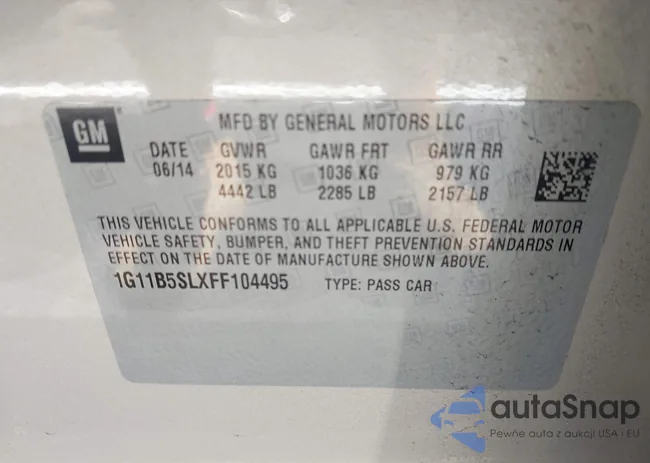 GM
MFD BY GENERAL MOTORS LLC
DATE GVWR GAWR FRT GAWR RR
06/14 2015 KG 1036 KG 979 KG
4442 LB 2285 LB 2157 LB
THIS VEHICLE CONFORMS TO ALL APPLICABLE U.S. FEDERAL MOTOR
VEHICLE SAFETY, BUMPER, AND THEFT PREVENTION STANDARDS IN
EFFECT ON THE DATE OF MANUFACTURE SHOWN ABOVE.
1G11B5SLXFF104495 TYPE: PASS CAR
autaSnap
Pewne auta z aukcji USA i EU